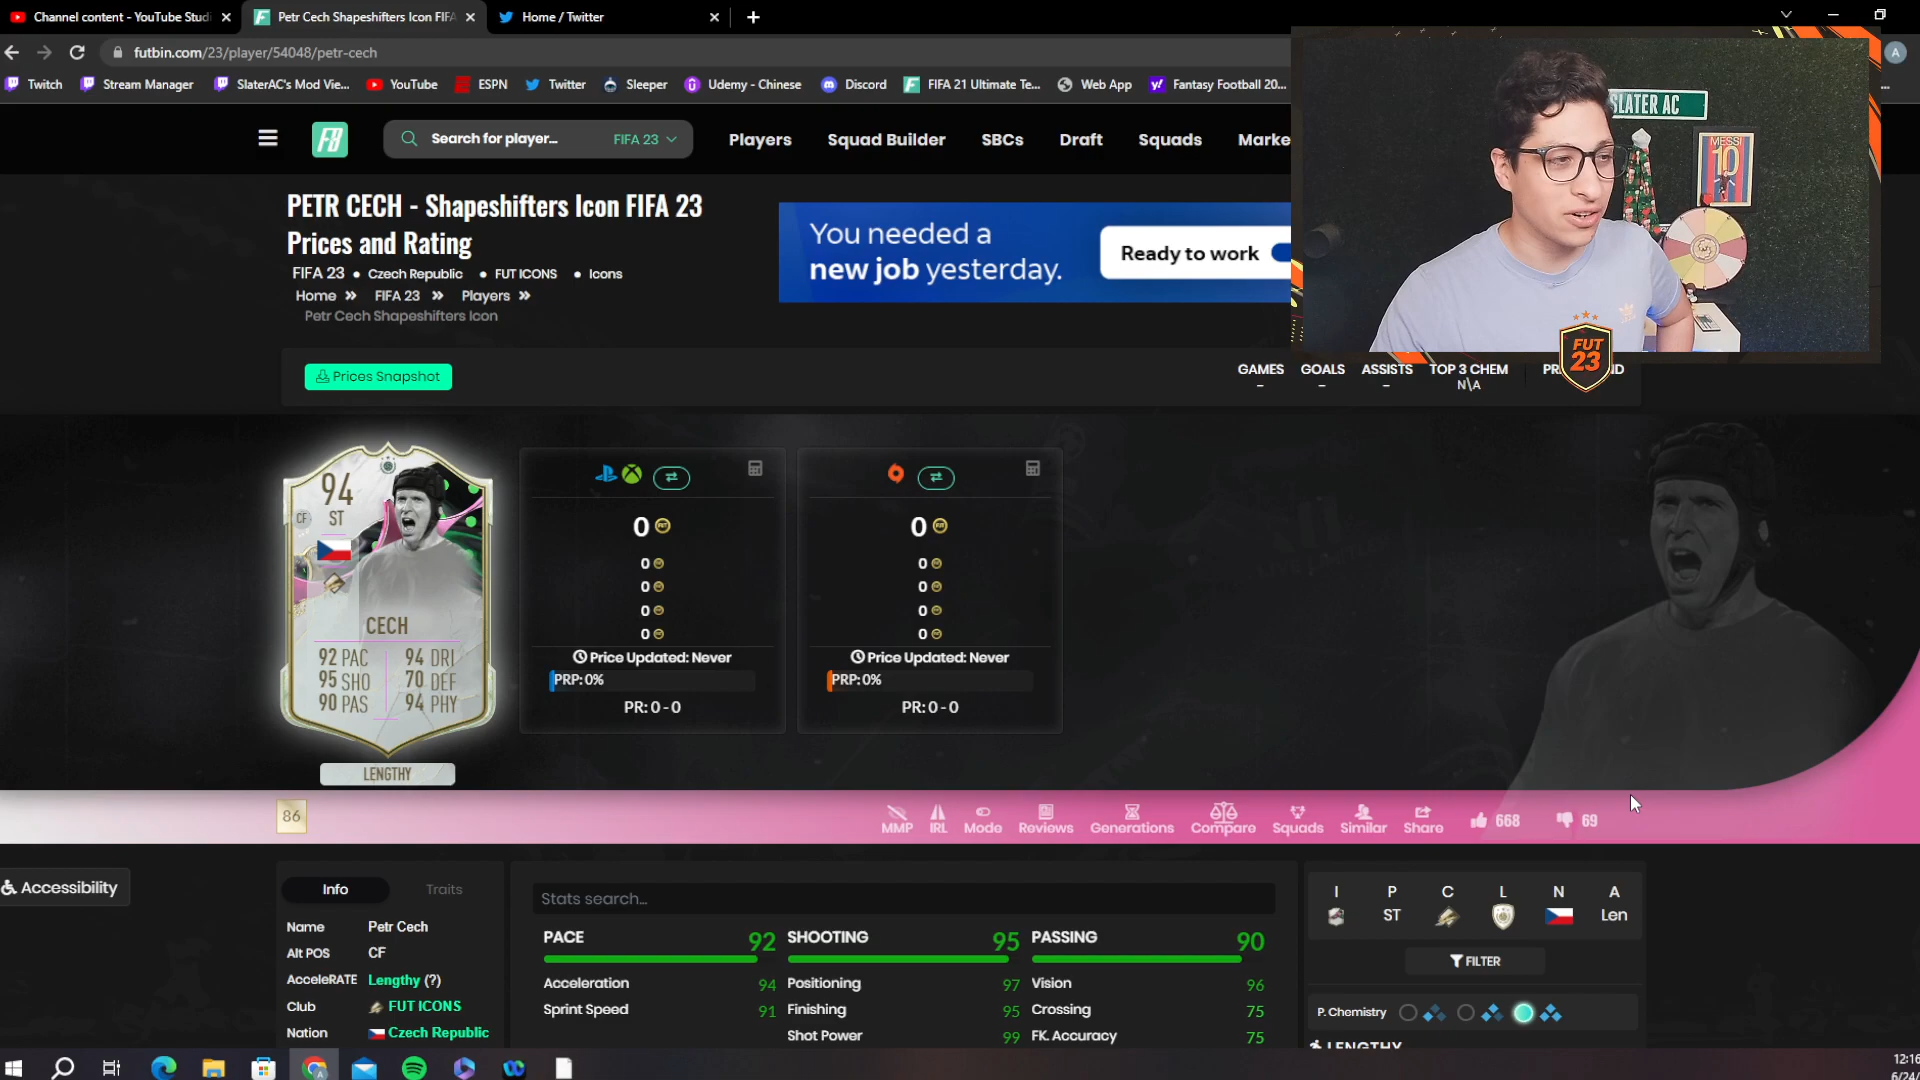 Channel content - YouTube Studi
Petr Cech Shapeshifters Icon FIFA
Home / Twitter
futbin.com/23/player/54048/petr-cech
A
Twitch
Stream Manager
SlaterAC's Mod Vie...
YouTube
ESPN
Twitter
Sleeper
Udemy - Chinese
Discord
FIFA 21 Ultimate Te...
Web App
Fantasy Football 20...
SLATER AC
MESSI
10
Search for player...
FIFA 23
Players
Squad Builder
SBCs
Draft
Squads
Marke
PETR CECH - Shapeshifters Icon FIFA 23
Prices and Rating
FIFA 23 • Czech Republic • FUT ICONS • Icons
Home » FIFA 23 » Players »
Petr Cech Shapeshifters Icon
You needed a
new job yesterday.
Ready to work
FUT
23
Prices Snapshot
GAMES
-
GOALS
-
ASSISTS
-
TOP 3 CHEM
N\A
94
ST
CF
CECH
92 PAC 94 DRI
95 SHO 70 DEF
90 PAS 94 PHY
LENGTHY
0
0
0
0
0
Price Updated: Never
PRP: 0%
PR: 0 - 0
0
0
0
0
0
Price Updated: Never
PRP: 0%
PR: 0 - 0
86
MMP
IRL
Mode
Reviews
Generations
Compare
Squads
Similar
Share
668
69
Accessibility
Info
Traits
Name Petr Cech
Alt POS CF
AcceleRATE Lengthy (?)
Club FUT ICONS
Nation Czech Republic
Stats search...
PACE 92
Acceleration 94
Sprint Speed 91
SHOOTING 95
Positioning 97
Finishing 95
Shot Power 99
PASSING 90
Vision 96
Crossing 75
FK. Accuracy 75
I P C L N A
ST Len
FILTER
P. Chemistry
LENGTHY
12:16
6/24/